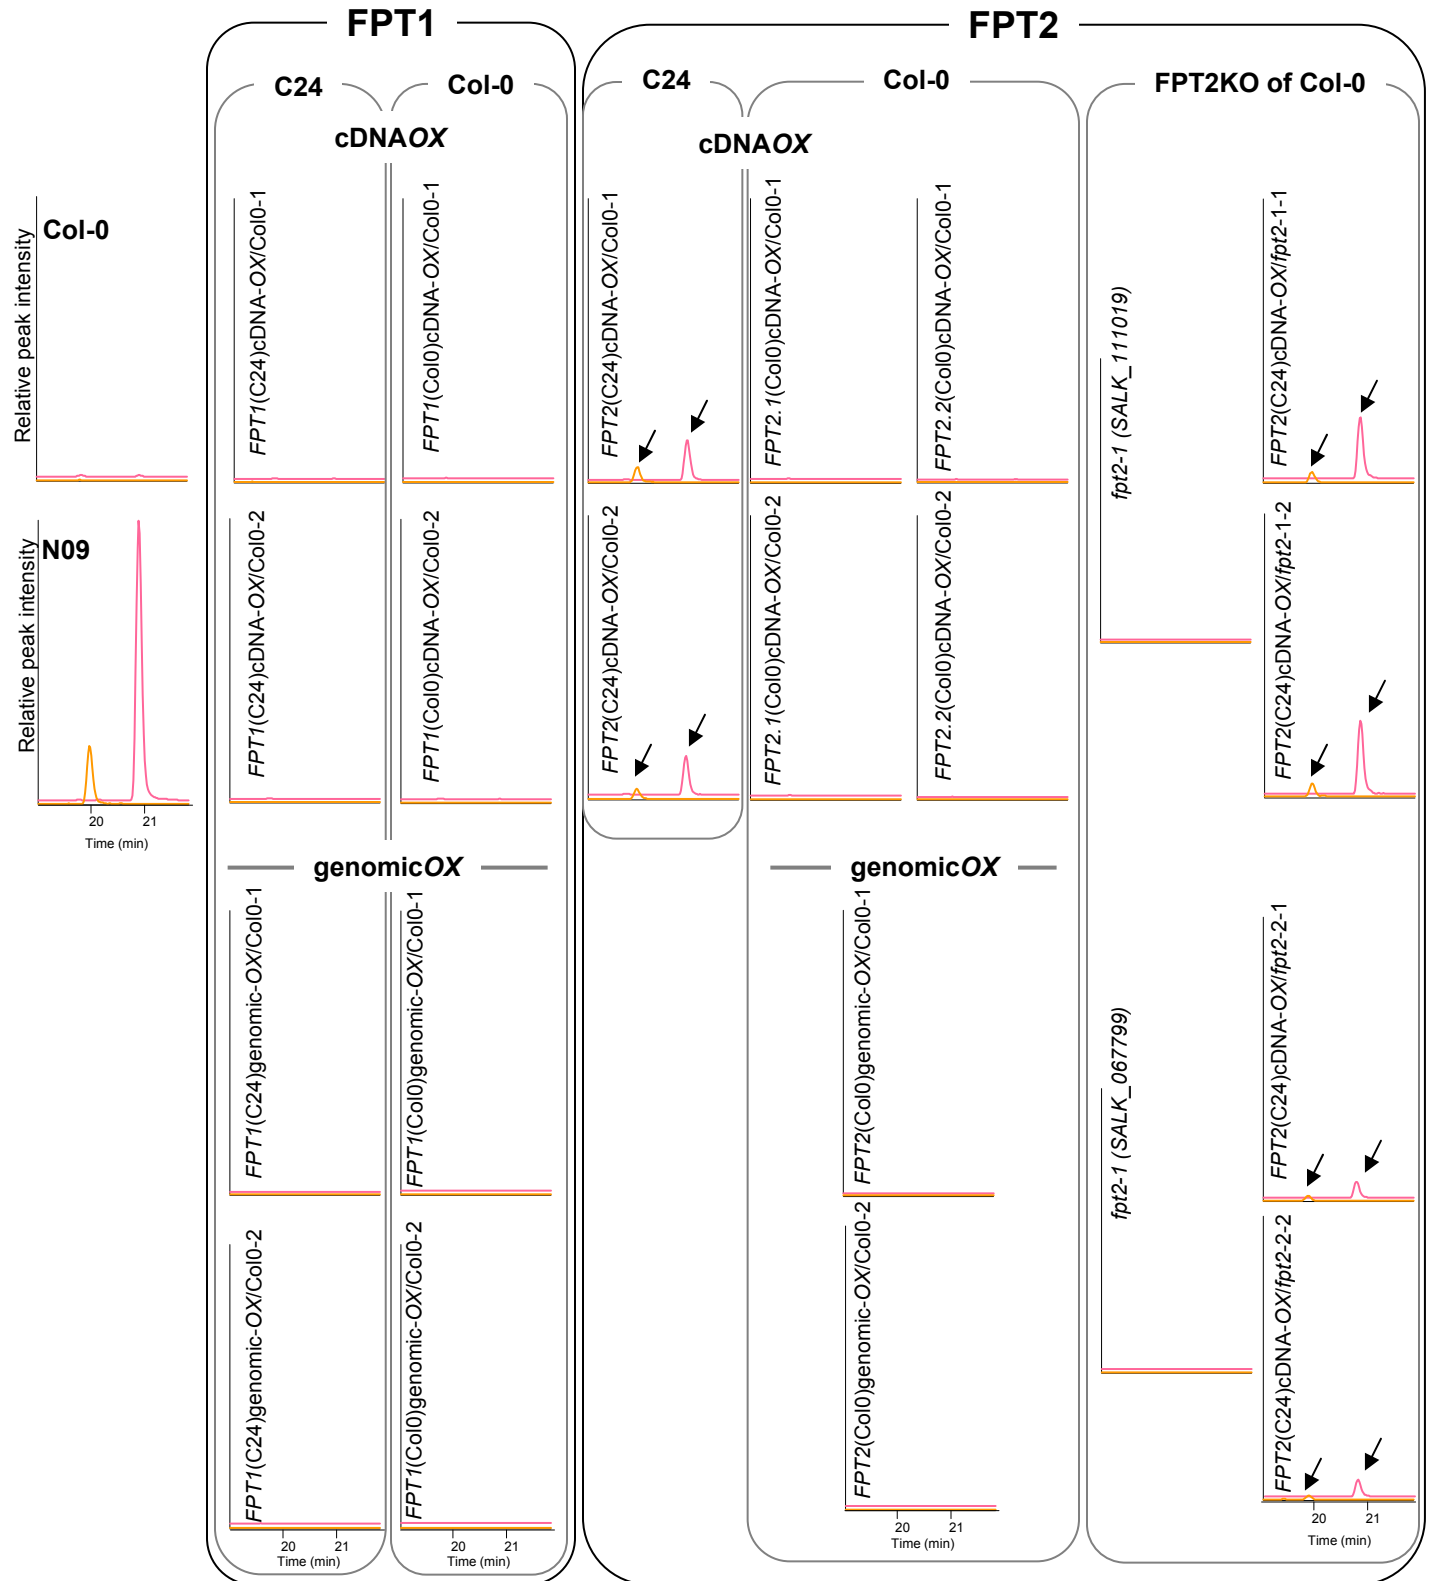 FPT1
FPT2
C24
Col-0
C24
Col-0
FPT2KO of Col-0
cDNAOX
cDNAOX
Relative peak intensity
Col-0
FPT1(C24)cDNA-OX/Col0-1
FPT1(Col0)cDNA-OX/Col0-1
FPT2(C24)cDNA-OX/Col0-1
FPT2.1(Col0)cDNA-OX/Col0-1
FPT2.2(Col0)cDNA-OX/Col0-1
fpt2-1 (SALK_111019)
FPT2(C24)cDNA-OX/fpt2-1-1
Relative peak intensity
N09
20
21
Time (min)
FPT1(C24)cDNA-OX/Col0-2
FPT1(Col0)cDNA-OX/Col0-2
FPT2(C24)cDNA-OX/Col0-2
FPT2.1(Col0)cDNA-OX/Col0-2
FPT2.2(Col0)cDNA-OX/Col0-2
FPT2(C24)cDNA-OX/fpt2-1-2
genomicOX
genomicOX
FPT1(C24)genomic-OX/Col0-1
FPT1(Col0)genomic-OX/Col0-1
FPT2(Col0)genomic-OX/Col0-1
fpt2-1 (SALK_067799)
FPT2(C24)cDNA-OX/fpt2-2-1
FPT1(C24)genomic-OX/Col0-2
FPT1(Col0)genomic-OX/Col0-2
FPT2(Col0)genomic-OX/Col0-2
FPT2(C24)cDNA-OX/fpt2-2-2
20
21
Time (min)
20
21
Time (min)
20
21
Time (min)
20
21
Time (min)